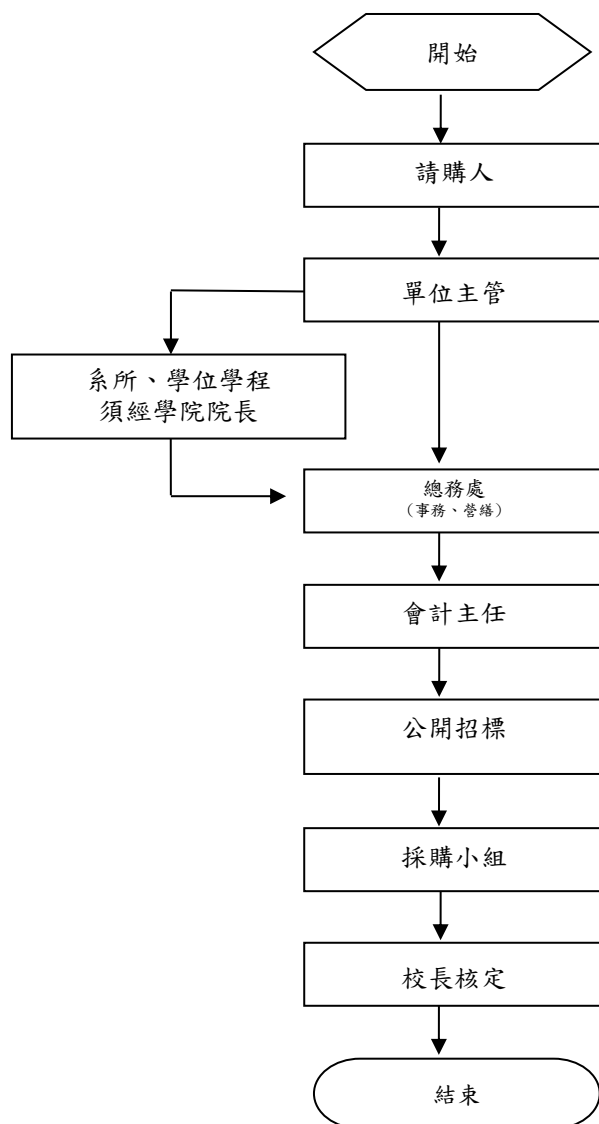 開始
請購人
單位主管
系所、學位學程
須經學院院長
總務處
(事務、營繕)
會計主任
公開招標
採購小組
校長核定
結束